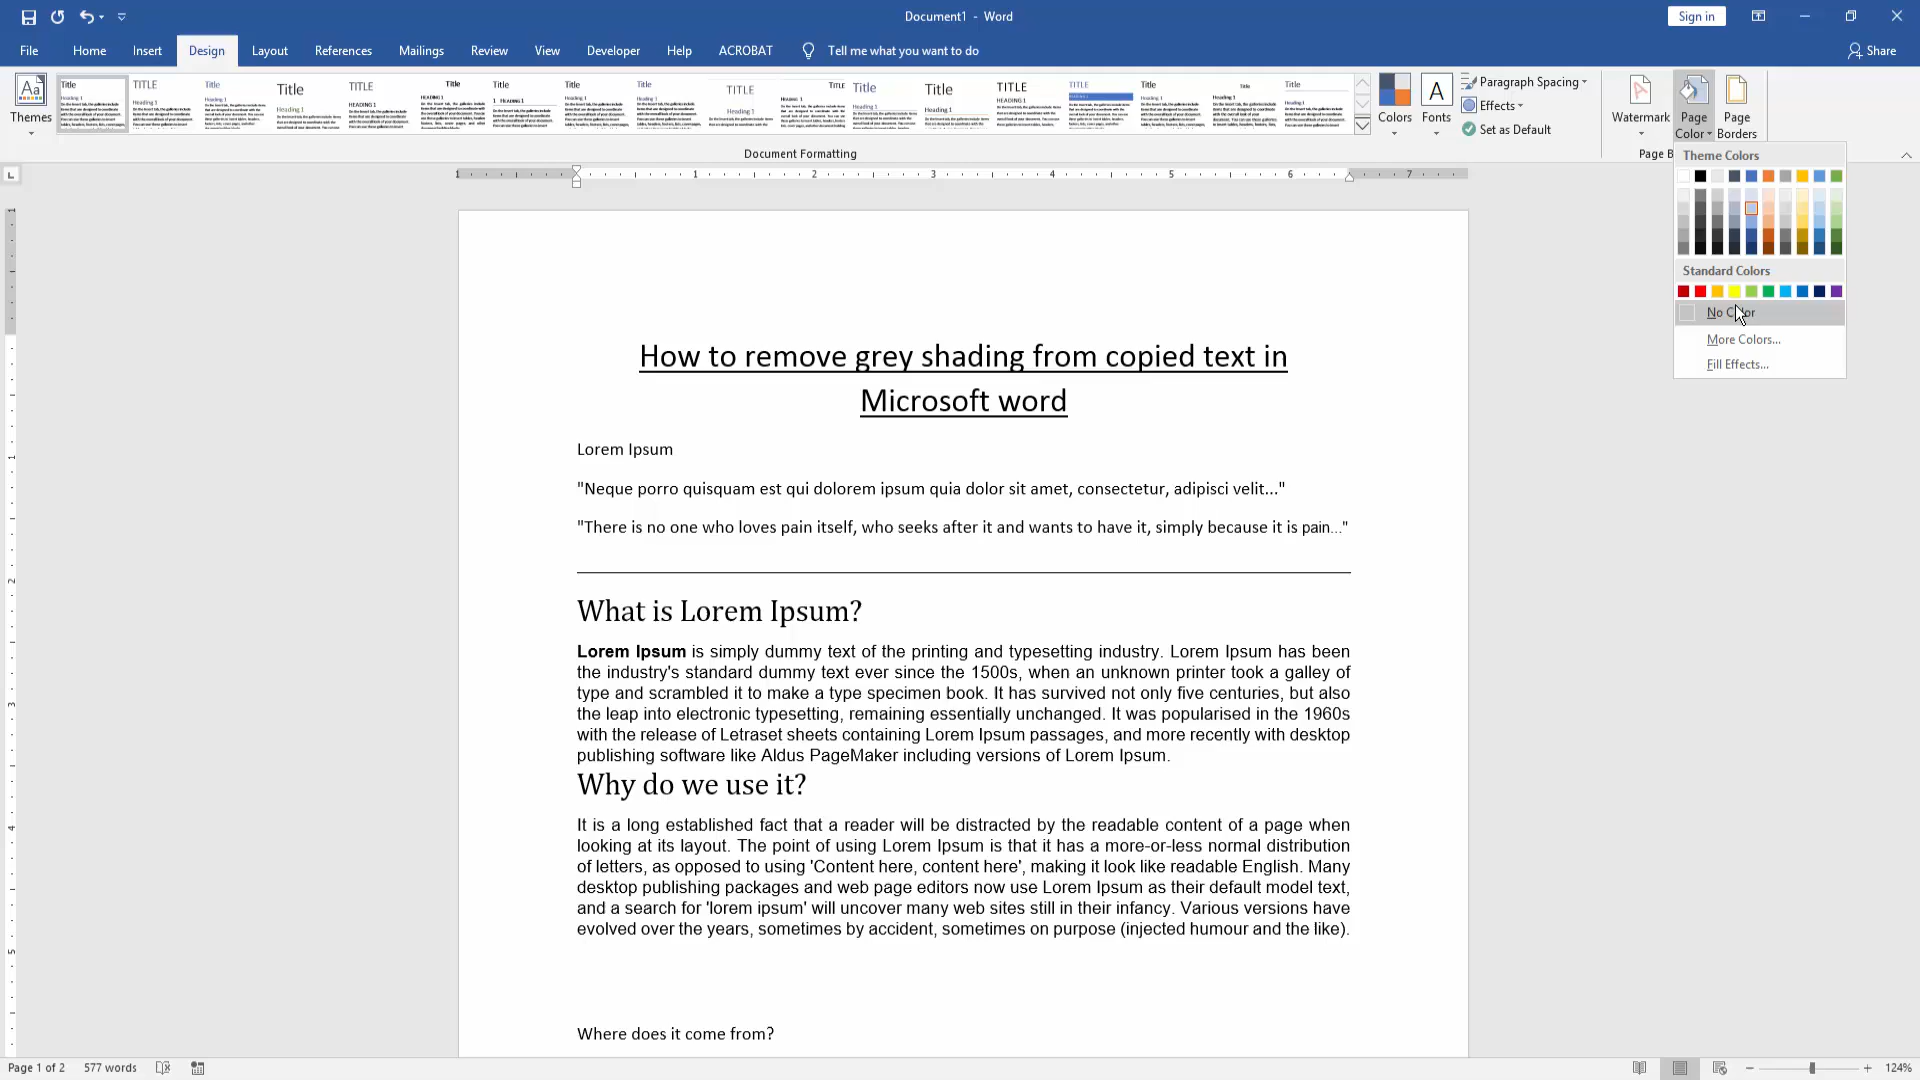 Document1 - Word
Sign in
File Home Insert Design Layout References Mailings Review View Developer Help ACROBAT Tell me what you want to do Share
Themes
Colors
Fonts
Paragraph Spacing
Effects
Set as Default
Watermark
Page Color
Page Borders
Document Formatting
Page B
Theme Colors
Standard Colors
No Color
More Colors...
Fill Effects...
1 1 2 3 4 5 6 7
How to remove grey shading from copied text in
Microsoft word
Lorem Ipsum
"Neque porro quisquam est qui dolorem ipsum quia dolor sit amet, consectetur, adipisci velit..."
"There is no one who loves pain itself, who seeks after it and wants to have it, simply because it is pain..."
What is Lorem Ipsum?
Lorem Ipsum is simply dummy text of the printing and typesetting industry. Lorem Ipsum has been
the industry's standard dummy text ever since the 1500s, when an unknown printer took a galley of
type and scrambled it to make a type specimen book. It has survived not only five centuries, but also
the leap into electronic typesetting, remaining essentially unchanged. It was popularised in the 1960s
with the release of Letraset sheets containing Lorem Ipsum passages, and more recently with desktop
publishing software like Aldus PageMaker including versions of Lorem Ipsum.
Why do we use it?
It is a long established fact that a reader will be distracted by the readable content of a page when
looking at its layout. The point of using Lorem Ipsum is that it has a more-or-less normal distribution
of letters, as opposed to using 'Content here, content here', making it look like readable English. Many
desktop publishing packages and web page editors now use Lorem Ipsum as their default model text,
and a search for 'lorem ipsum' will uncover many web sites still in their infancy. Various versions have
evolved over the years, sometimes by accident, sometimes on purpose (injected humour and the like).
Where does it come from?
Page 1 of 2 577 words 124%